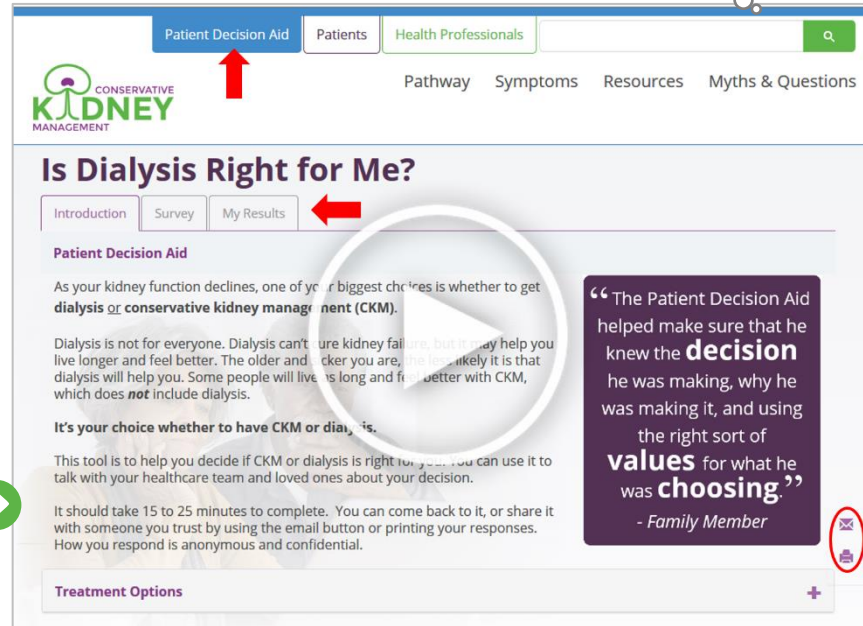 Patient Decision Aid
Patients
Health Professionals
CONSERVATIVE
KIDNEY
MANAGEMENT
Pathway Symptoms Resources Myths & Questions
Is Dialysis Right for Me?
Introduction
Survey
My Results
Patient Decision Aid
As your kidney function declines, one of your biggest choices is whether to get
dialysis or conservative kidney management (CKM).
Dialysis is not for everyone. Dialysis can't cure kidney failure, but it may help you
live longer and feel better. The older and sicker you are, the less likely it is that
dialysis will help you. Some people will live as long and feel better with CKM,
which does not include dialysis.
It's your choice whether to have CKM or dialysis.
This tool is to help you decide if CKM or dialysis is right for you. You can use it to
talk with your healthcare team and loved ones about your decision.
It should take 15 to 25 minutes to complete. You can come back to it, or share it
with someone you trust by using the email button or printing your responses.
How you respond is anonymous and confidential.
“The Patient Decision Aid
helped make sure that he
knew the decision
he was making, why he
was making it, and using
the right sort of
values for what he
was choosing.”
- Family Member
Treatment Options